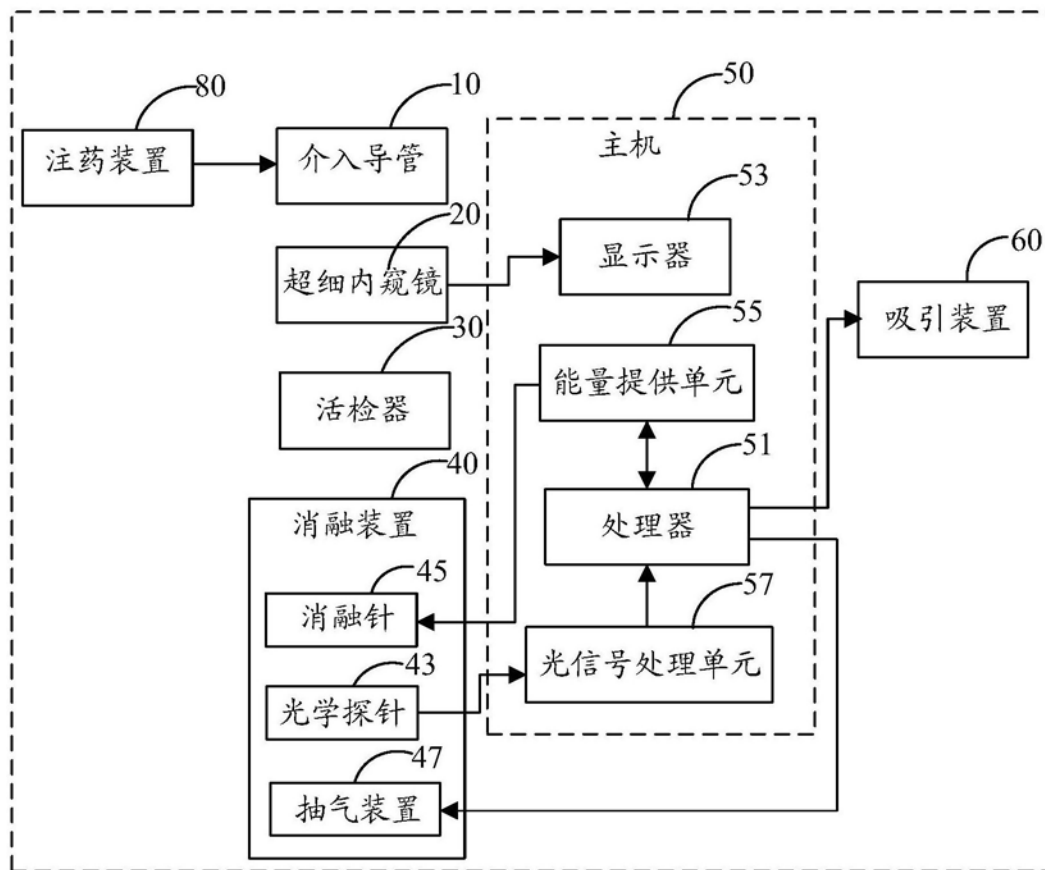 80
注药装置
10
介入导管
50
主机
53
显示器
20
超细内窥镜
60
吸引装置
30
活检器
55
能量提供单元
51
处理器
40
消融装置
45
消融针
57
光信号处理单元
43
光学探针
47
抽气装置